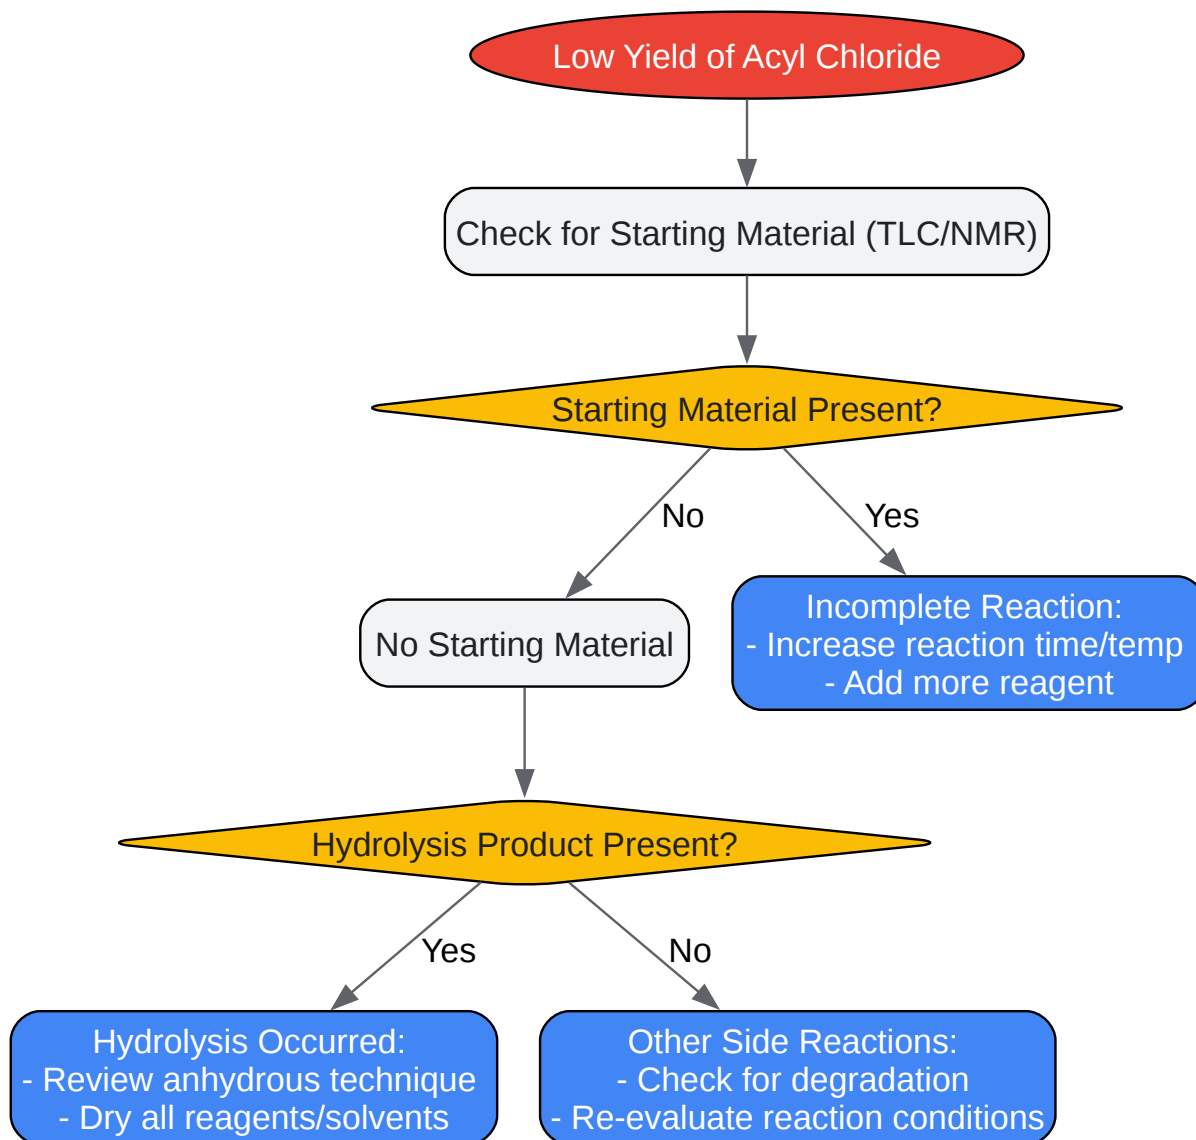 Low Yield of Acyl Chloride
Check for Starting Material (TLC/NMR)
Starting Material Present?
No
Yes
Incomplete Reaction:
- Increase reaction time/temp
- Add more reagent
No Starting Material
Hydrolysis Product Present?
Yes
No
Hydrolysis Occurred:
- Review anhydrous technique
- Dry all reagents/solvents
Other Side Reactions:
- Check for degradation
- Re-evaluate reaction conditions